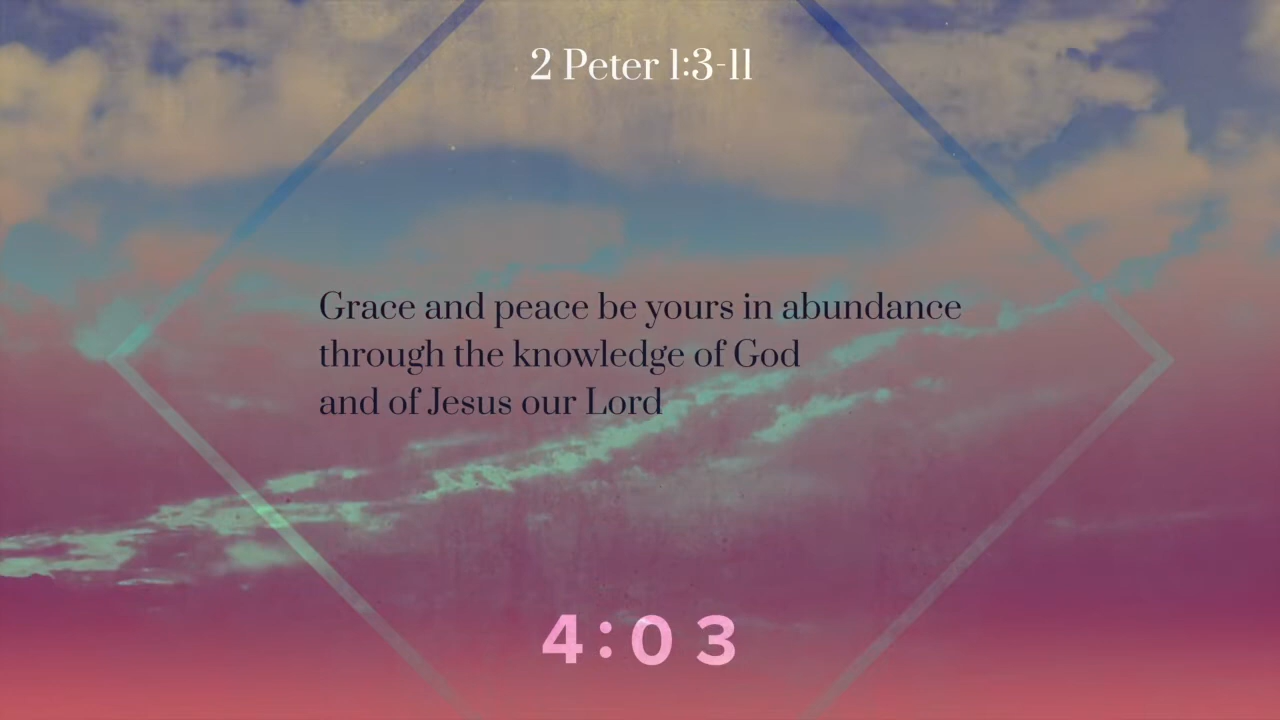 2 Peter 1:3-11
Grace and peace be yours in abundance
through the knowledge of God
and of Jesus our Lord
4:03